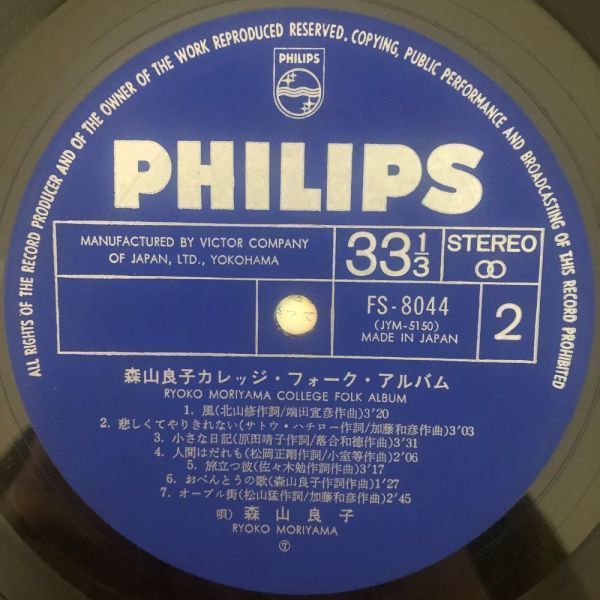 ALL RIGHTS OF THE RECORD PRODUCER AND OF THE OWNER OF THE WORK REPRODUCED RESERVED. COPYING, PUBLIC PERFORMANCE AND BROADCASTING OF THIS RECORD PROHIBITED
PHILIPS
PHILIPS
MANUFACTURED BY VICTOR COMPANY
OF JAPAN, LTD., YOKOHAMA
33 1/3
STEREO
FS-8044
(JYM-5150)
MADE IN JAPAN
2
森山良子カレッジ・フォーク・アルバム
RYOKO MORIYAMA COLLEGE FOLK ALBUM
1. 風(北山修作詞/端田宣彦作曲)3'20
2. 悲しくてやりきれない(サトウ・ハチロー作詞/加藤和彦作曲)3'03
3. 小さな日記(原田晴子作詞/落合和徳作曲)3'31
4. 人間はだれも(松岡正剛作詞/小室等作曲)2'06
5. 旅立つ彼(佐々木勉作詞作曲)3'17
6. おべんとうの歌(森山良子作詞作曲)1'27
7. オーブル街(松山猛作詞/加藤和彦作曲)2'45
唄) 森山良子
RYOKO MORIYAMA
⑦